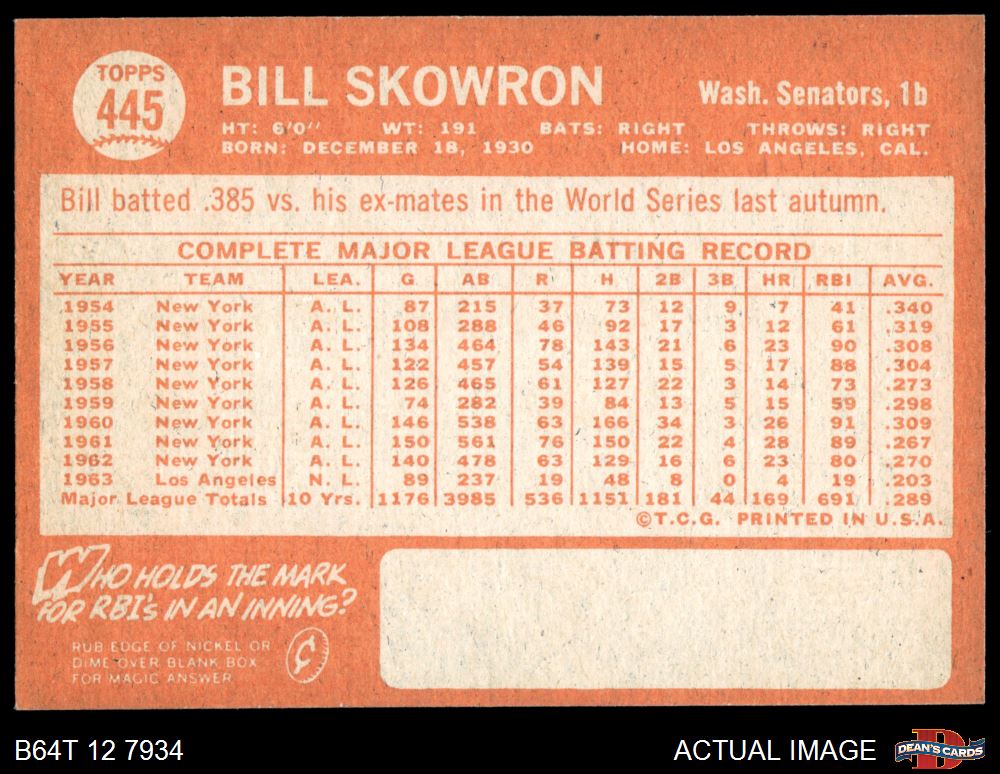 TOPPS
445
BILL SKOWRON
Wash. Senators, 1b
HT: 6'0" WT: 191 BATS: RIGHT THROWS: RIGHT
BORN: DECEMBER 18, 1930 HOME: LOS ANGELES, CAL.
Bill batted .385 vs. his ex-mates in the World Series last autumn.
COMPLETE MAJOR LEAGUE BATTING RECORD
YEAR TEAM LEA. G AB R H 2B 3B HR RBI AVG.
1954 New York A. L. 87 215 37 73 12 9 7 41 .340
1955 New York A. L. 108 288 46 92 17 3 12 61 .319
1956 New York A. L. 134 464 78 143 21 6 23 90 .308
1957 New York A. L. 122 457 54 139 15 5 17 88 .304
1958 New York A. L. 126 465 61 127 22 3 14 73 .273
1959 New York A. L. 74 282 39 84 13 5 15 59 .298
1960 New York A. L. 146 538 63 166 34 3 26 91 .309
1961 New York A. L. 150 561 76 150 22 4 28 89 .267
1962 New York A. L. 140 478 63 129 16 6 23 80 .270
1963 Los Angeles N. L. 89 237 19 48 8 0 4 19 .203
Major League Totals 10 Yrs. 1176 3985 536 1151 181 44 169 691 .289
©T.C.G. PRINTED IN U.S.A.
WHO HOLDS THE MARK
FOR RBI's IN AN INNING?
RUB EDGE OF NICKEL OR
DIME OVER BLANK BOX
FOR MAGIC ANSWER
¢
B64T 12 7934
ACTUAL IMAGE
D
DEAN'S CARDS